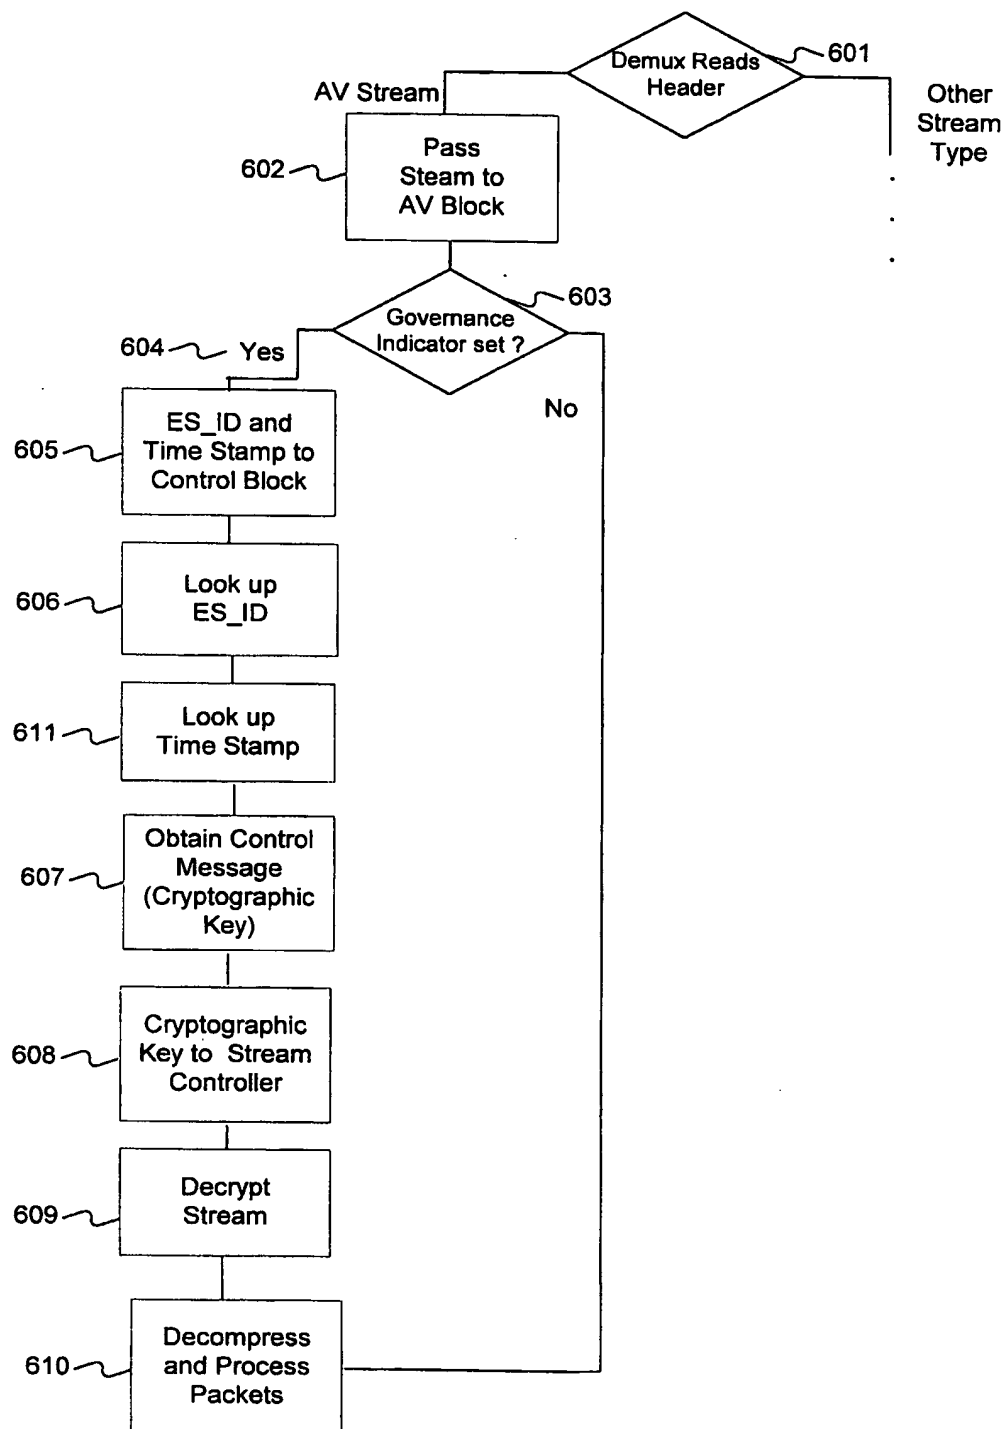 Demux Reads
Header
601
AV Stream
Other
Stream
Type
Pass
Steam to
AV Block
602
Governance
Indicator set ?
603
604
Yes
No
ES_ID and
Time Stamp to
Control Block
605
Look up
ES_ID
606
Look up
Time Stamp
611
Obtain Control
Message
(Cryptographic
Key)
607
Cryptographic
Key to Stream
Controller
608
Decrypt
Stream
609
Decompress
and Process
Packets
610